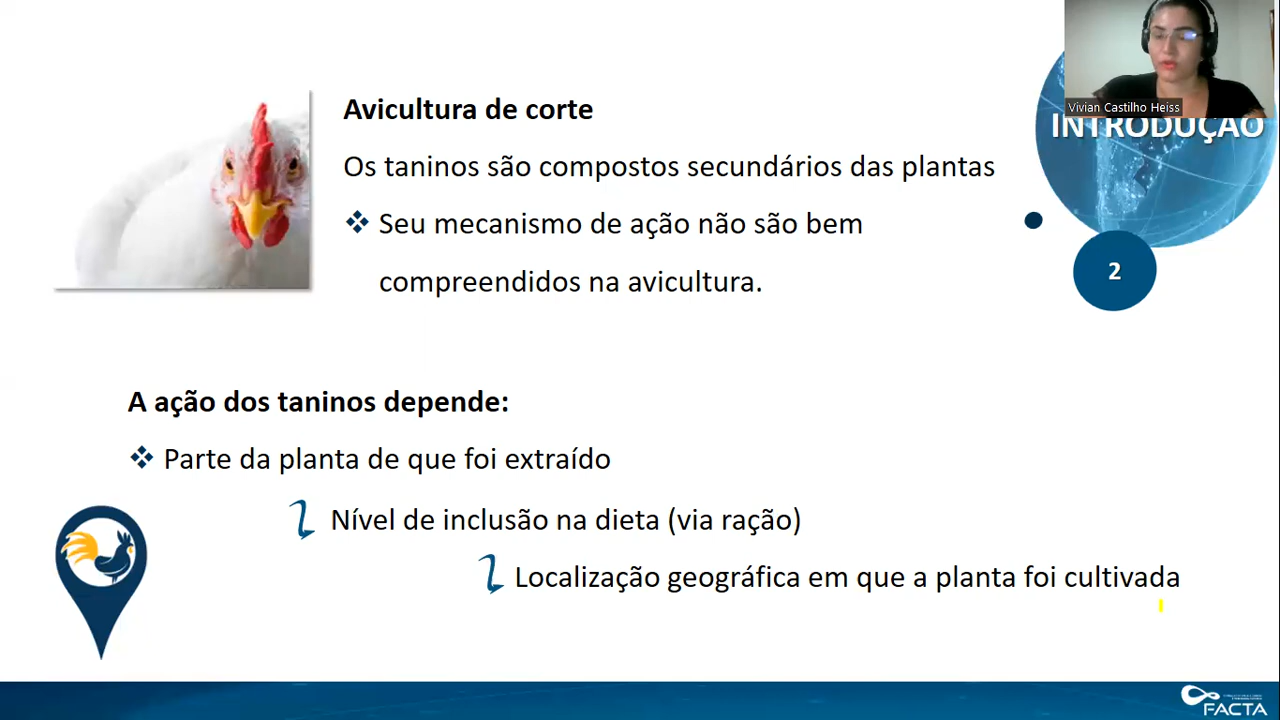 Avicultura de corte
Os taninos são compostos secundários das plantas
Seu mecanismo de ação não são bem
compreendidos na avicultura.
Vivian Castilho Heiss
INTRODUÇÃO
2
A ação dos taninos depende:
Parte da planta de que foi extraído
Nível de inclusão na dieta (via ração)
Localização geográfica em que a planta foi cultivada
FACTA